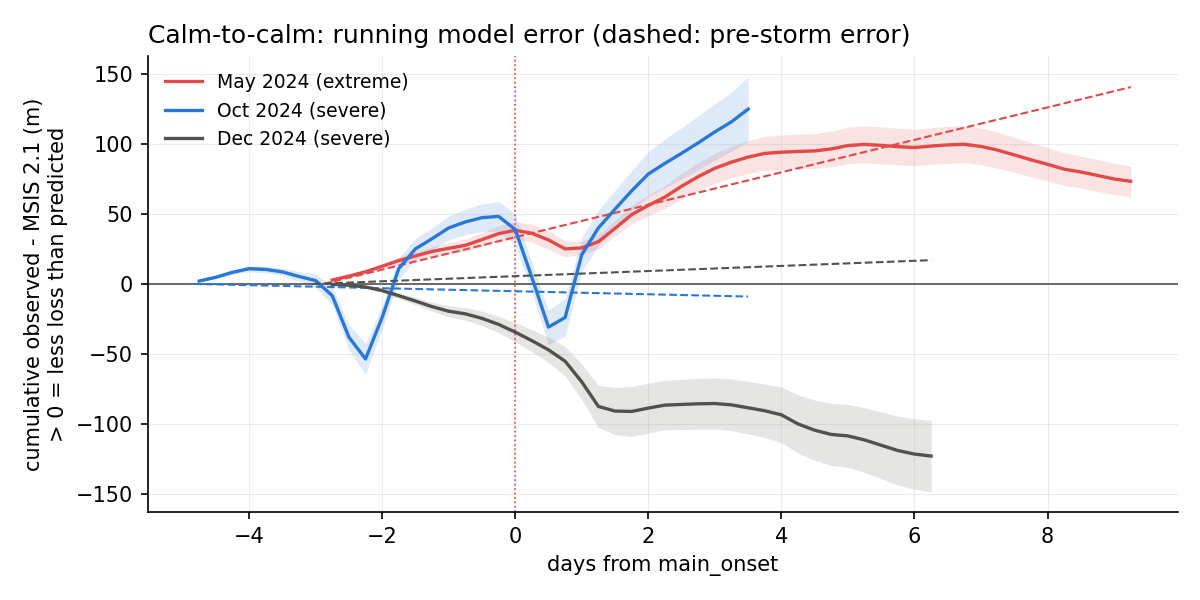 Calm-to-calm: running model error (dashed: pre-storm error)
cumulative observed - MSIS 2.1 (m)
> 0 = less loss than predicted
150
100
50
0
−50
−100
−150
May 2024 (extreme)
Oct 2024 (severe)
Dec 2024 (severe)
−4
−2
0
2
4
6
8
days from main_onset